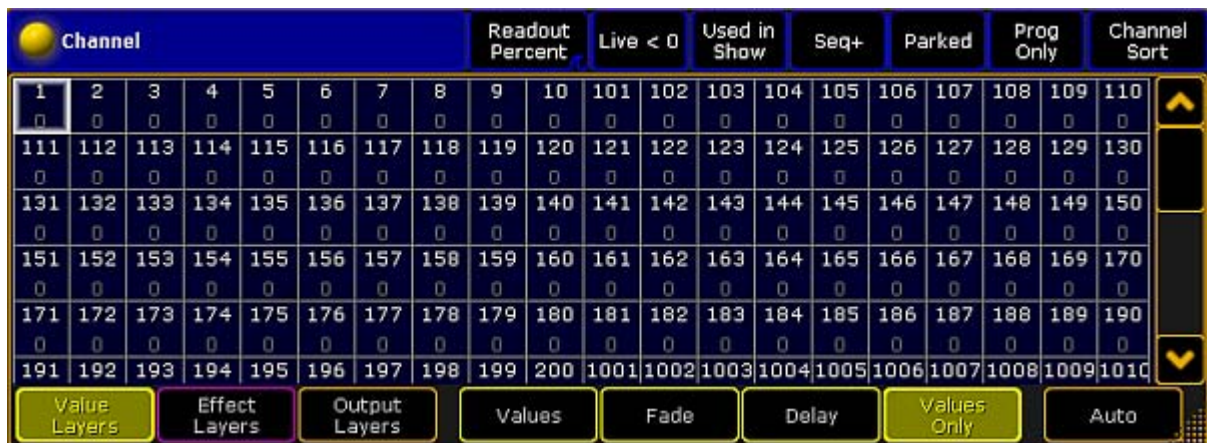 Channel Readout Percent Live < 0 Used in Show Seq+ Parked Prog Only Channel Sort
1 2 3 4 5 6 7 8 9 10 101 102 103 104 105 106 107 108 109 110
0 0 0 0 0 0 0 0 0 0 0 0 0 0 0 0 0 0 0 0
111 112 113 114 115 116 117 118 119 120 121 122 123 124 125 126 127 128 129 130
0 0 0 0 0 0 0 0 0 0 0 0 0 0 0 0 0 0 0 0
131 132 133 134 135 136 137 138 139 140 141 142 143 144 145 146 147 148 149 150
0 0 0 0 0 0 0 0 0 0 0 0 0 0 0 0 0 0 0 0
151 152 153 154 155 156 157 158 159 160 161 162 163 164 165 166 167 168 169 170
0 0 0 0 0 0 0 0 0 0 0 0 0 0 0 0 0 0 0 0
171 172 173 174 175 176 177 178 179 180 181 182 183 184 185 186 187 188 189 190
0 0 0 0 0 0 0 0 0 0 0 0 0 0 0 0 0 0 0 0
191 192 193 194 195 196 197 198 199 200 1001 1002 1003 1004 1005 1006 1007 1008 1009 1010
Value Layers Effect Layers Output Layers Values Fade Delay Values Only Auto